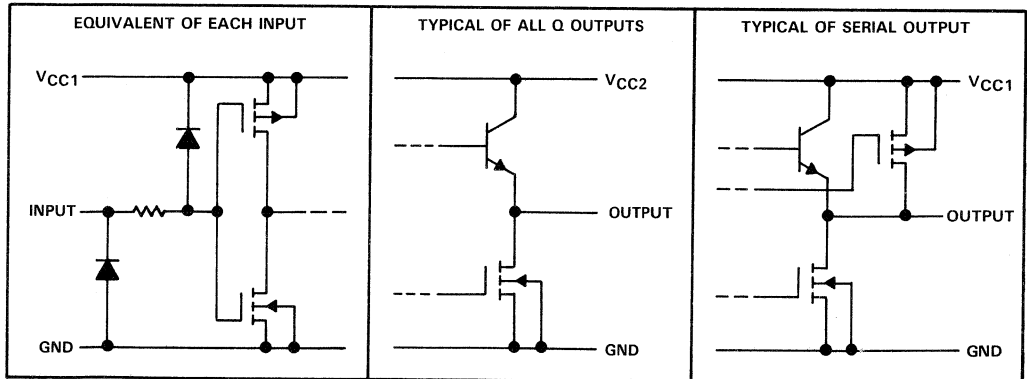 EQUIVALENT OF EACH INPUT
VCC1
INPUT
GND
TYPICAL OF ALL Q OUTPUTS
VCC2
OUTPUT
GND
TYPICAL OF SERIAL OUTPUT
VCC1
OUTPUT
GND